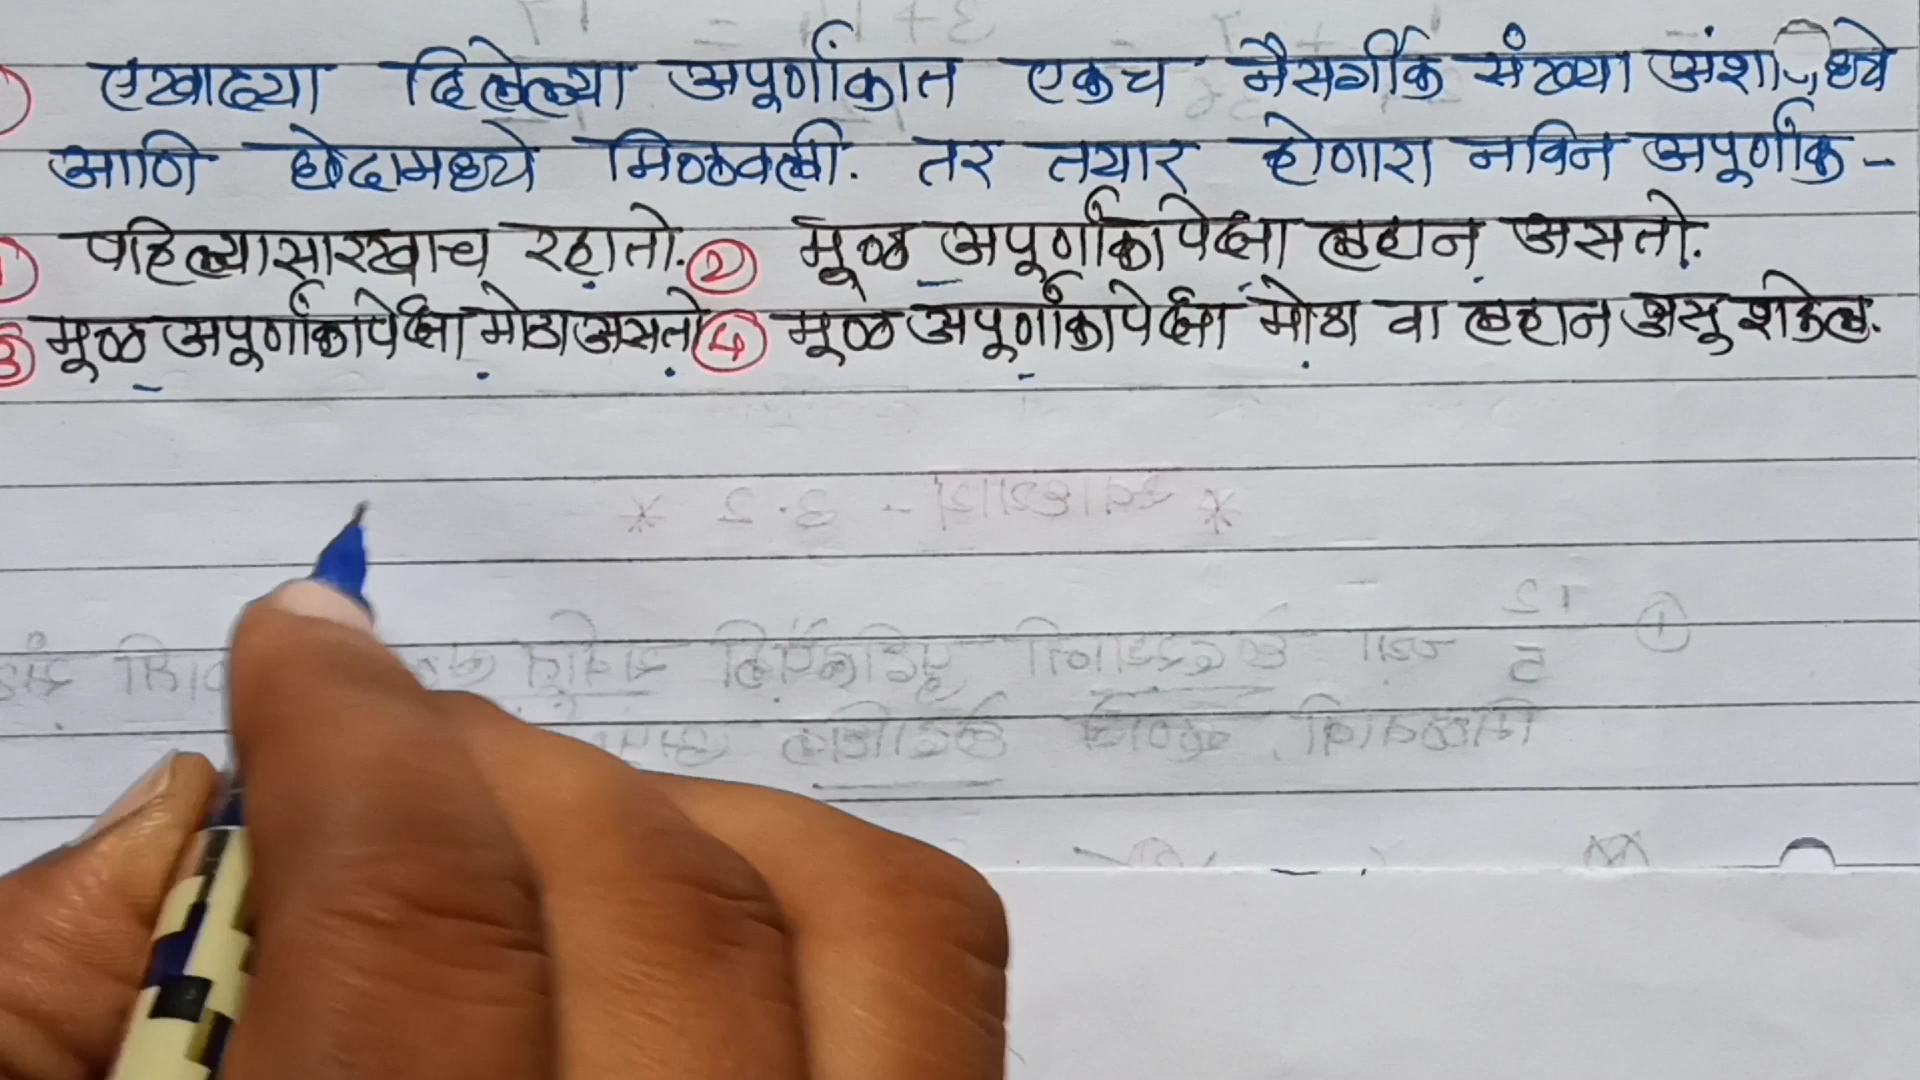 एखाद्या दिलेल्या अपूर्णांकात एकच नैसर्गीक संख्या अंशामध्ये
आणि छेदामध्ये मिळवली. तर तयार होणारा नविन अपूर्णांक -
① पहिल्यासारखाच रहातो. ② मूळ अपूर्णांकापेक्षा लहान असतो.
③ मूळ अपूर्णांकापेक्षा मोठा असतो ④ मूळ अपूर्णांकापेक्षा मोठा वा लहान असू शकेल.